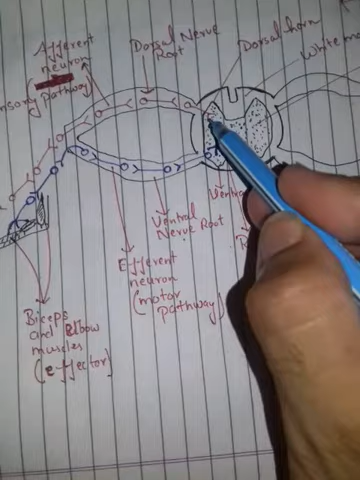 Afferent
neuron
pathway)
Dorsal Nerve
Root
Dorsal horn
White
Ventral
Nerve Root
Efferent
neuron
(motor
pathway)
Biceps
and Elbow
muscles
(effector)